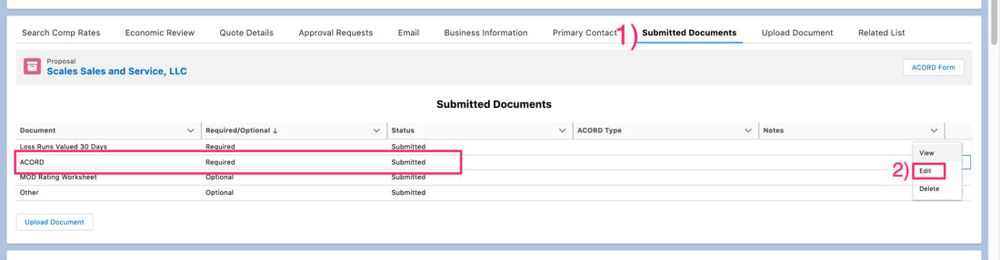 Search Comp Rates Economic Review Quote Details Approval Requests Email Business Information Primary Contact 1) Submitted Documents Upload Document Related List
Proposal
Scales Sales and Service, LLC
ACORD Form
Submitted Documents
Document Required/Optional ↓ Status ACORD Type Notes
Loss Runs Valued 30 Days Required Submitted
View
ACORD Required Submitted
2) Edit
MOD Rating Worksheet Optional Submitted
Delete
Other Optional Submitted
Upload Document